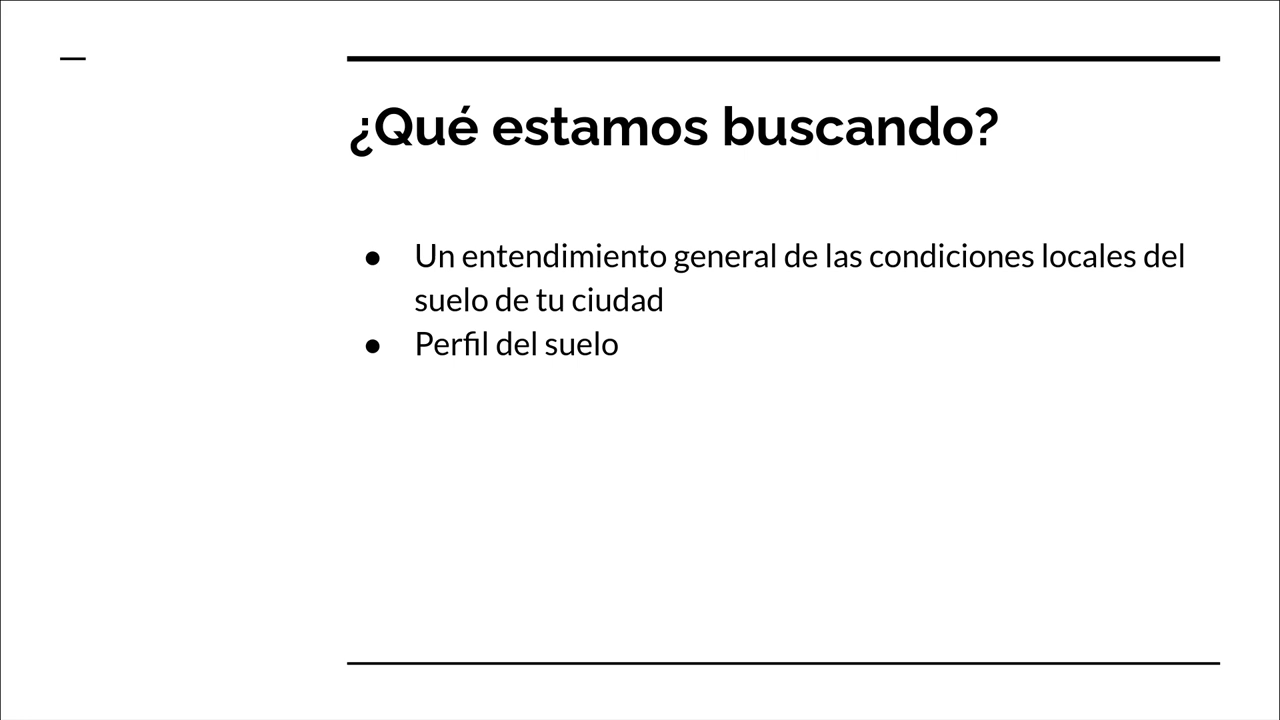 ¿Qué estamos buscando?
● Un entendimiento general de las condiciones locales del
suelo de tu ciudad
● Perfil del suelo